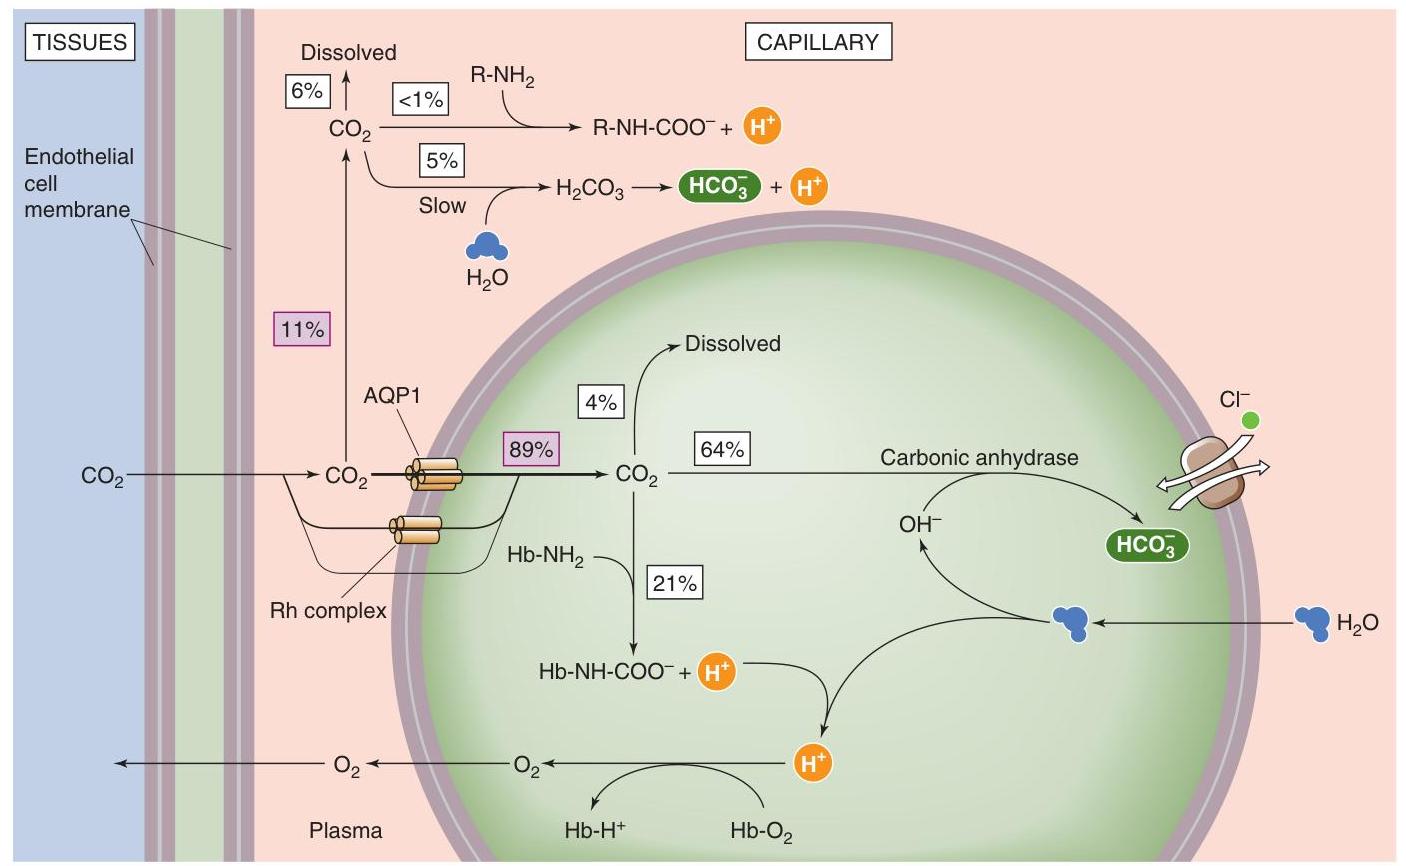 TISSUES
CAPILLARY
Dissolved
6%
<1%
R-NH₂
CO₂
R-NH-COO⁻ + H⁺
5%
Slow
H₂CO₃
HCO₃⁻ + H⁺
H₂O
Endothelial
cell
membrane
11%
Dissolved
AQP1
4%
Cl⁻
89%
64%
Carbonic anhydrase
CO₂
CO₂
CO₂
OH⁻
HCO₃⁻
Hb-NH₂
21%
Rh complex
H₂O
Hb-NH-COO⁻ + H⁺
O₂
O₂
H⁺
Plasma
Hb-H⁺
Hb-O₂